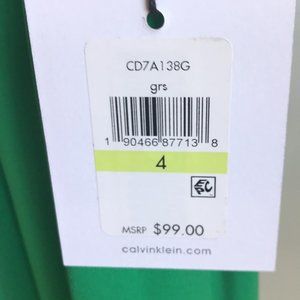 CD7A138G
grs
1 90466 87713 8
4
MSRP $99.00
calvinklein.com